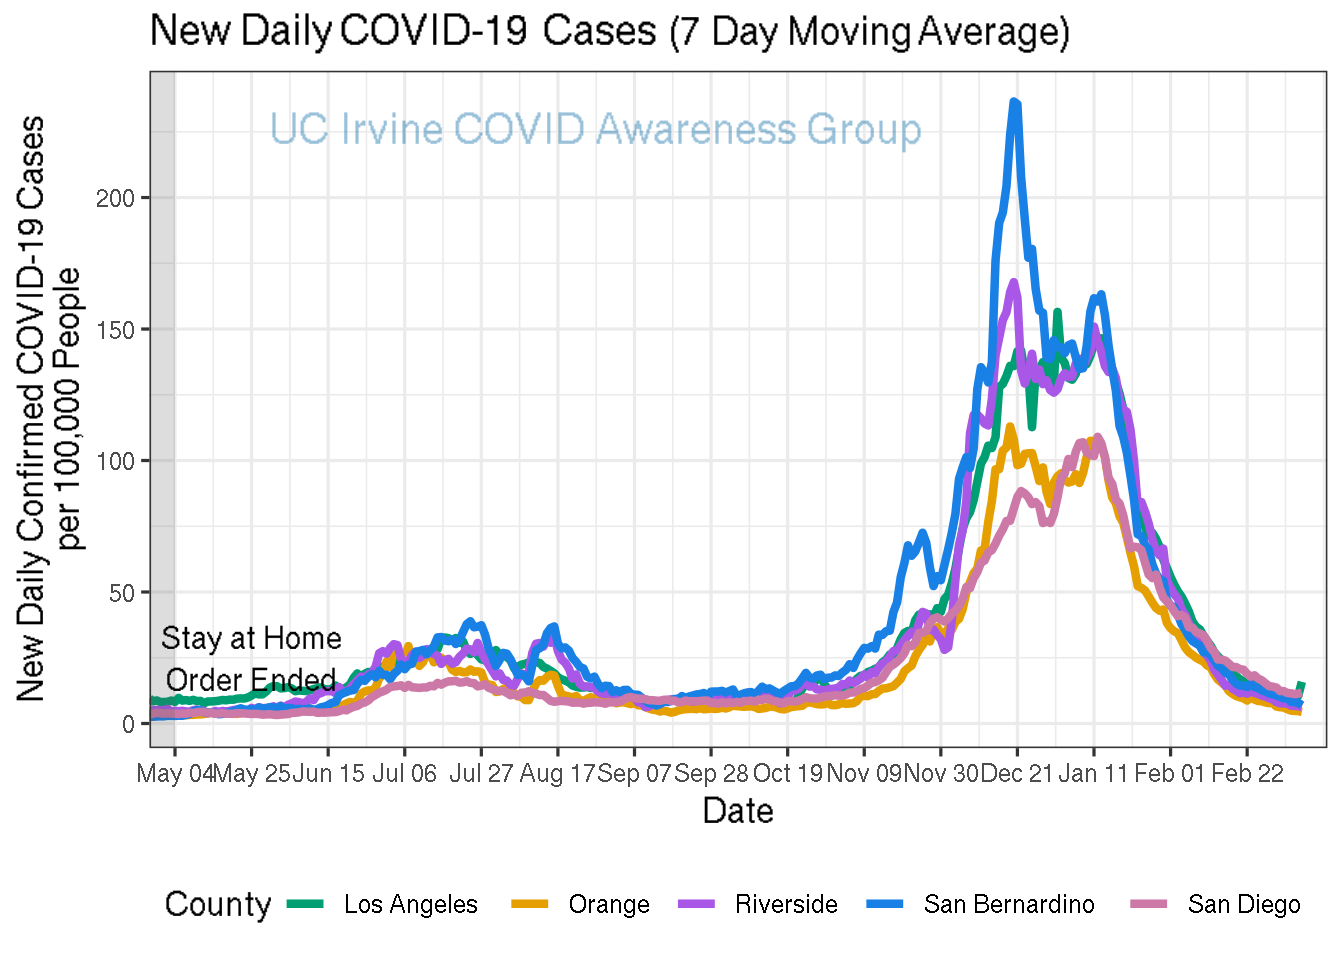 New Daily COVID-19 Cases (7 Day Moving Average)
UC Irvine COVID Awareness Group
New Daily Confirmed COVID-19 Cases
per 100,000 People
200
150
100
50
0
Stay at Home
Order Ended
May 04 May 25 Jun 15 Jul 06 Jul 27 Aug 17 Sep 07 Sep 28 Oct 19 Nov 09 Nov 30 Dec 21 Jan 11 Feb 01 Feb 22
Date
County Los Angeles Orange Riverside San Bernardino San Diego